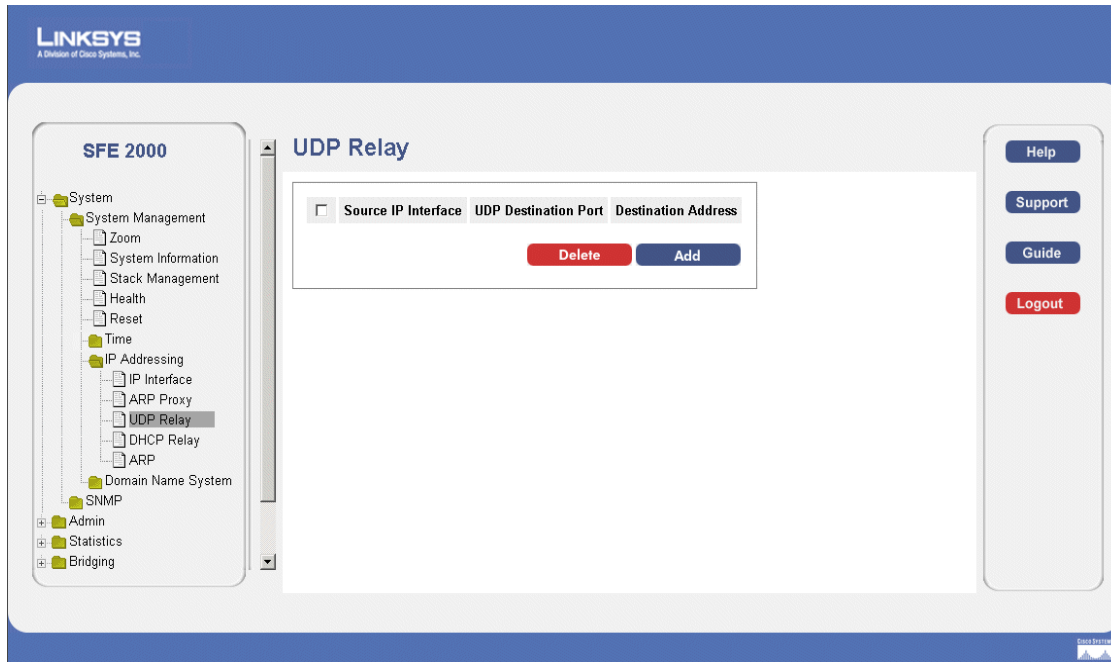 LINKSYS
A Division of Cisco Systems, Inc.
SFE 2000
System
System Management
Zoom
System Information
Stack Management
Health
Reset
Time
IP Addressing
IP Interface
ARP Proxy
UDP Relay
DHCP Relay
ARP
Domain Name System
SNMP
Admin
Statistics
Bridging
UDP Relay
Source IP Interface UDP Destination Port Destination Address
Delete Add
Help
Support
Guide
Logout
CISCO SYSTEM